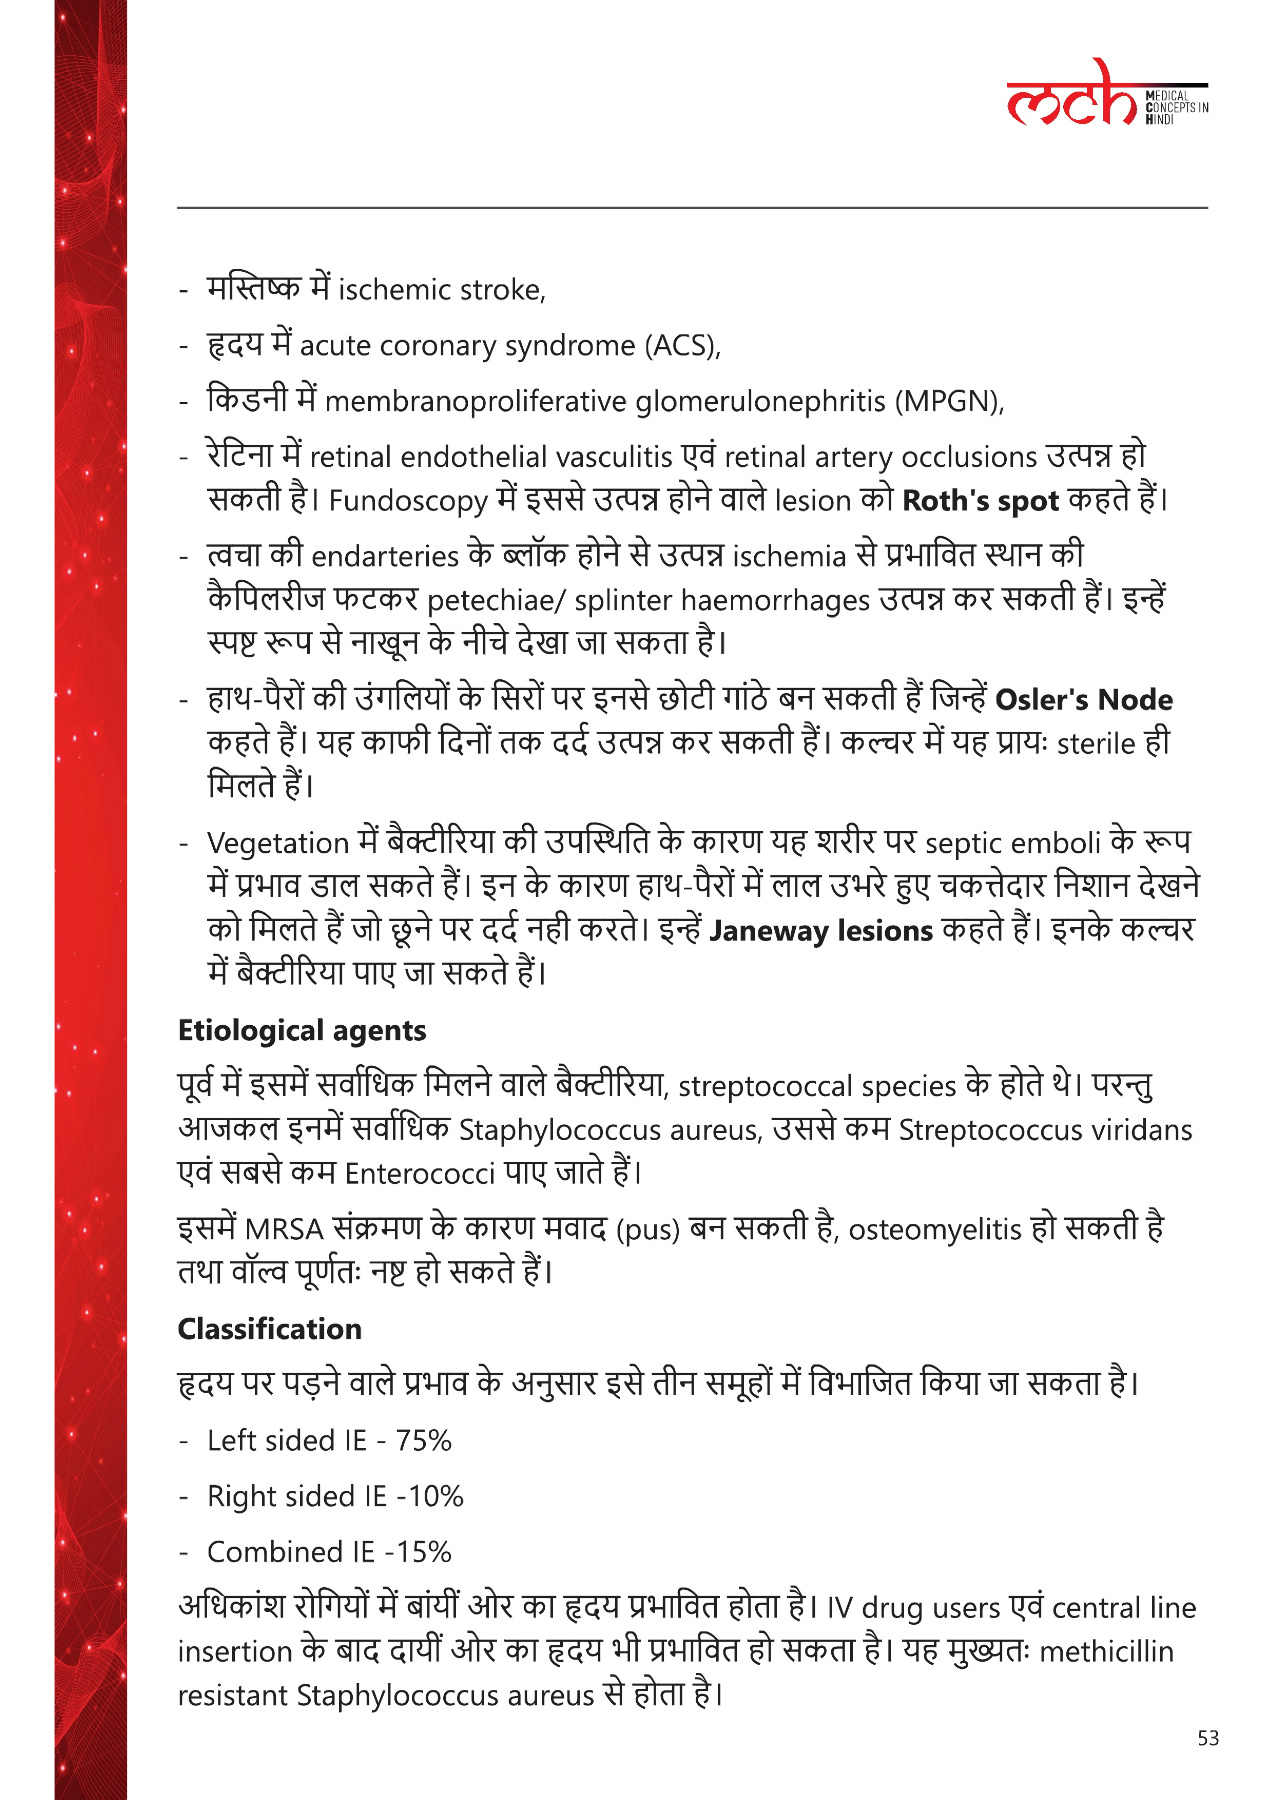 mch MEDICAL
CONCEPTS IN
HINDI
- मस्तिष्क में ischemic stroke,
- हृदय में acute coronary syndrome (ACS),
- किडनी में membranoproliferative glomerulonephritis (MPGN),
- रेटिना में retinal endothelial vasculitis एवं retinal artery occlusions उत्पन्न हो
सकती है। Fundoscopy में इससे उत्पन्न होने वाले lesion को Roth's spot कहते हैं।
- त्वचा की endarteries के ब्लॉक होने से उत्पन्न ischemia से प्रभावित स्थान की
कैपिलरीज फटकर petechiae/ splinter haemorrhages उत्पन्न कर सकती हैं। इन्हें
स्पष्ट रूप से नाखून के नीचे देखा जा सकता है।
- हाथ-पैरों की उंगलियों के सिरों पर इनसे छोटी गांठे बन सकती हैं जिन्हें Osler's Node
कहते हैं। यह काफी दिनों तक दर्द उत्पन्न कर सकती हैं। कल्चर में यह प्रायः sterile ही
मिलते हैं।
- Vegetation में बैक्टीरिया की उपस्थिति के कारण यह शरीर पर septic emboli के रूप
में प्रभाव डाल सकते हैं। इन के कारण हाथ-पैरों में लाल उभरे हुए चकत्तेदार निशान देखने
को मिलते हैं जो छूने पर दर्द नही करते। इन्हें Janeway lesions कहते हैं। इनके कल्चर
में बैक्टीरिया पाए जा सकते हैं।
Etiological agents
पूर्व में इसमें सर्वाधिक मिलने वाले बैक्टीरिया, streptococcal species के होते थे। परन्तु
आजकल इनमें सर्वाधिक Staphylococcus aureus, उससे कम Streptococcus viridans
एवं सबसे कम Enterococci पाए जाते हैं।
इसमें MRSA संक्रमण के कारण मवाद (pus) बन सकती है, osteomyelitis हो सकती है
तथा वॉल्व पूर्णतः नष्ट हो सकते हैं।
Classification
हृदय पर पड़ने वाले प्रभाव के अनुसार इसे तीन समूहों में विभाजित किया जा सकता है।
- Left sided IE - 75%
- Right sided IE -10%
- Combined IE -15%
अधिकांश रोगियों में बांयीं ओर का हृदय प्रभावित होता है। IV drug users एवं central line
insertion के बाद दायीं ओर का हृदय भी प्रभावित हो सकता है। यह मुख्यतः methicillin
resistant Staphylococcus aureus से होता है।
53